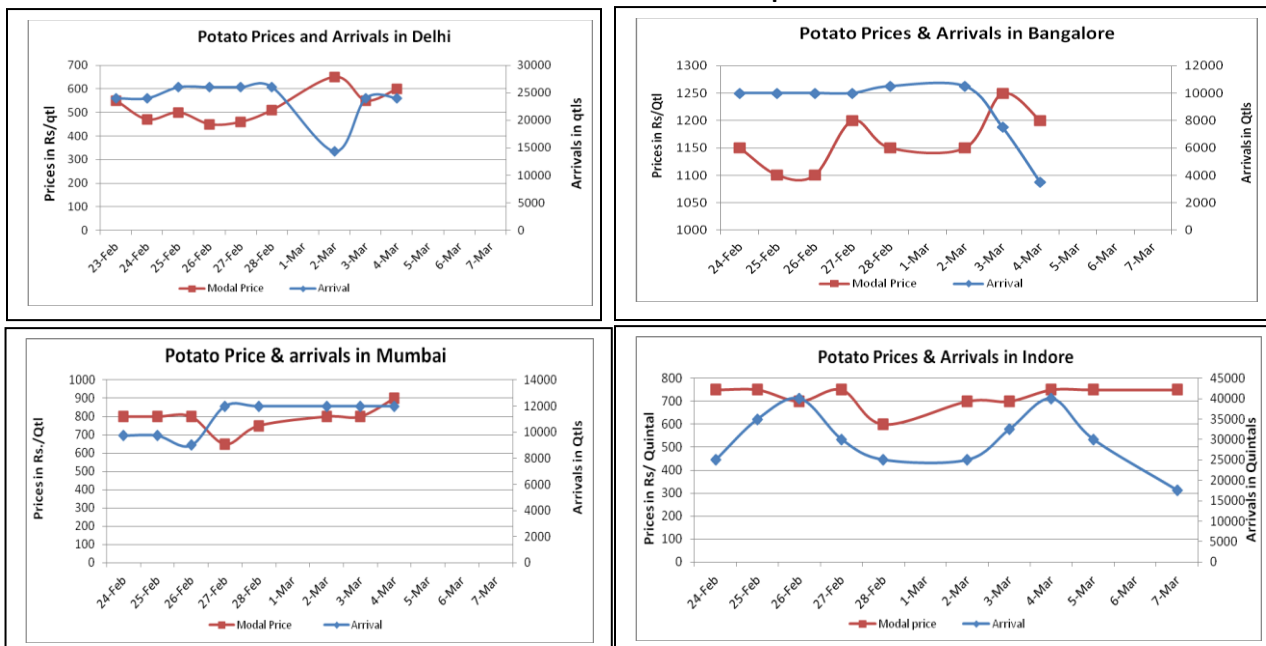 Potato Prices and Arrivals in Delhi
Prices in Rs/qtl
700
600
500
400
300
200
100
0
30000
25000
20000
15000
10000
5000
0
Arrivals in qtls
23-Feb
24-Feb
25-Feb
26-Feb
27-Feb
28-Feb
1-Mar
2-Mar
3-Mar
4-Mar
5-Mar
6-Mar
7-Mar
Modal Price
Arrival
Potato Prices & Arrivals in Bangalore
Prices in Rs/Qtl
1300
1250
1200
1150
1100
1050
1000
12000
10000
8000
6000
4000
2000
0
Arrivals in Qtls
24-Feb
25-Feb
26-Feb
27-Feb
28-Feb
1-Mar
2-Mar
3-Mar
4-Mar
5-Mar
6-Mar
7-Mar
Modal Price
Arrival
Potato Price & arrivals in Mumbai
Prices in Rs./Qtl
1000
900
800
700
600
500
400
300
200
100
0
14000
12000
10000
8000
6000
4000
2000
0
Arrivals in Qtls
24-Feb
25-Feb
26-Feb
27-Feb
28-Feb
1-Mar
2-Mar
3-Mar
4-Mar
5-Mar
6-Mar
7-Mar
Modal Price
Arrival
Potato Prices & Arrivals in Indore
Prices in Rs/ Quintal
800
700
600
500
400
300
200
100
0
45000
40000
35000
30000
25000
20000
15000
10000
5000
0
Arrivals in Quintals
24-Feb
25-Feb
26-Feb
27-Feb
28-Feb
1-Mar
2-Mar
3-Mar
4-Mar
5-Mar
7-Mar
Modal price
Arrival